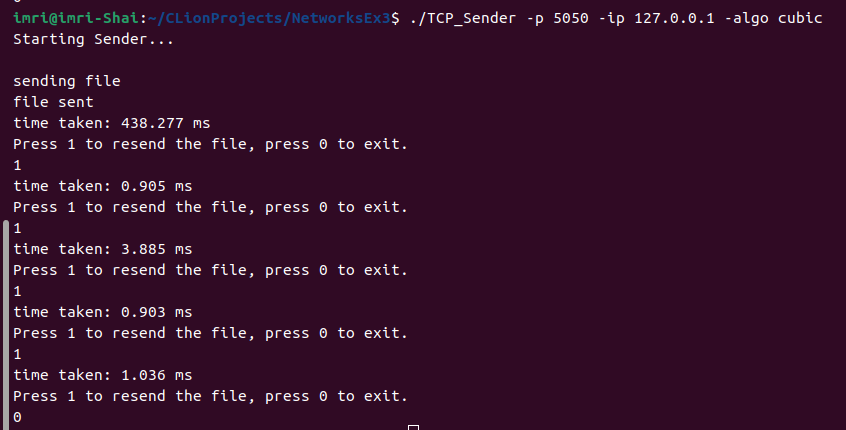 imri@imri-Shai:~/CLionProjects/NetworksEx3$ ./TCP_Sender -p 5050 -ip 127.0.0.1 -algo cubic
Starting Sender...
sending file
file sent
time taken: 438.277 ms
Press 1 to resend the file, press 0 to exit.
1
time taken: 0.905 ms
Press 1 to resend the file, press 0 to exit.
1
time taken: 3.885 ms
Press 1 to resend the file, press 0 to exit.
1
time taken: 0.903 ms
Press 1 to resend the file, press 0 to exit.
1
time taken: 1.036 ms
Press 1 to resend the file, press 0 to exit.
0